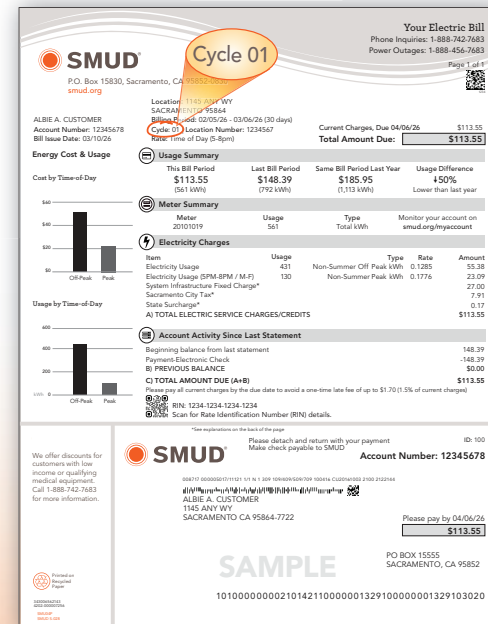 Your Electric Bill
Phone Inquiries: 1-888-742-7683
Power Outages: 1-888-456-7683
Page 1 of 1
SMUD
Cycle 01
P.O. Box 15830, Sacramento, CA 95852-0830
smud.org
Location: 1145 ANY WY
SACRAMENTO 95864
Billing Period: 02/05/26 - 03/06/26 (30 days)
Cycle: 01 Location Number: 1234567
Rate: Time of Day (5-8pm)
ALBIE A. CUSTOMER
Account Number: 12345678
Bill Issue Date: 03/10/26
Current Charges, Due 04/06/26 $113.55
Total Amount Due: $113.55
Energy Cost & Usage
Cost by Time-of-Day
$60
$40
$20
$0
Off-Peak Peak
Usage by Time-of-Day
600
400
200
kWh 0
Off-Peak Peak
Usage Summary
This Bill Period Last Bill Period Same Bill Period Last Year Usage Difference
$113.55 $148.39 $185.95 ↓50%
(561 kWh) (792 kWh) (1,113 kWh) Lower than last year
Meter Summary
Meter Usage Type Monitor your account on
20101019 561 Total kWh smud.org/myaccount
Electricity Charges
Item Usage Type Rate Amount
Electricity Usage 431 Non-Summer Off Peak kWh 0.1285 55.38
Electricity Usage (5PM-8PM / M-F) 130 Non-Summer Peak kWh 0.1776 23.09
System Infrastructure Fixed Charge* 27.00
Sacramento City Tax* 7.91
State Surcharge* 0.17
A) TOTAL ELECTRIC SERVICE CHARGES/CREDITS $113.55
Account Activity Since Last Statement
Beginning balance from last statement 148.39
Payment-Electronic Check -148.39
B) PREVIOUS BALANCE $0.00
C) TOTAL AMOUNT DUE (A+B) $113.55
Please pay all current charges by the due date to avoid a one-time late fee of up to $1.70 (1.5% of current charges)
RIN: 1234-1234-1234-1234
Scan for Rate Identification Number (RIN) details.
*See explanations on the back of the page
We offer discounts for
customers with low
income or qualifying
medical equipment.
Call 1-888-742-7683
for more information.
Printed on
Recycled
Paper
SMUD
Please detach and return with your payment
Make check payable to SMUD
ID: 100
Account Number: 12345678
ALBIE A. CUSTOMER
1145 ANY WY
SACRAMENTO CA 95864-7722
Please pay by 04/06/26
$113.55
SAMPLE
PO BOX 15555
SACRAMENTO, CA 95852